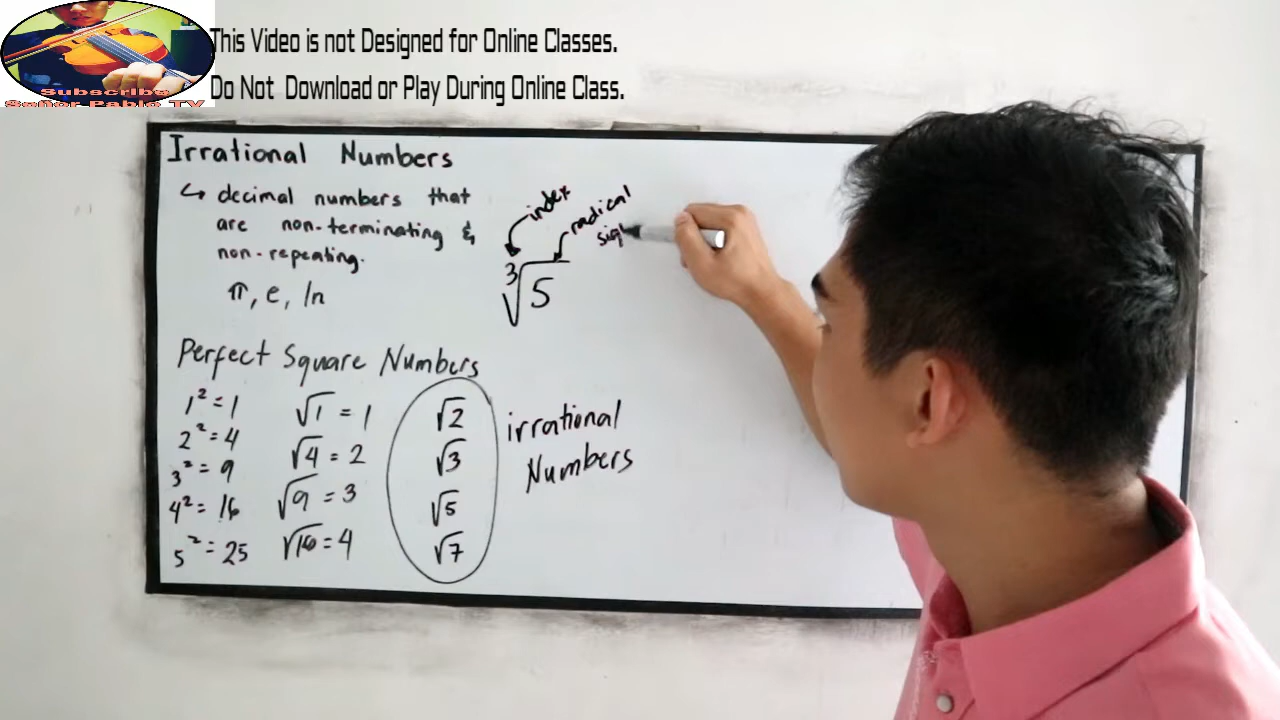 This Video is not Designed for Online Classes.
Do Not Download or Play During Online Class.
Subscribe
Señor Pablo TV
Irrational Numbers
↳ decimal numbers that
are non-terminating &
non-repeating.
π, e, ln
index
radical
sig
∛5
Perfect Square Numbers
1² = 1
2² = 4
3² = 9
4² = 16
5² = 25
√1 = 1
√4 = 2
√9 = 3
√16 = 4
√2
√3
√5
√7
irrational
Numbers